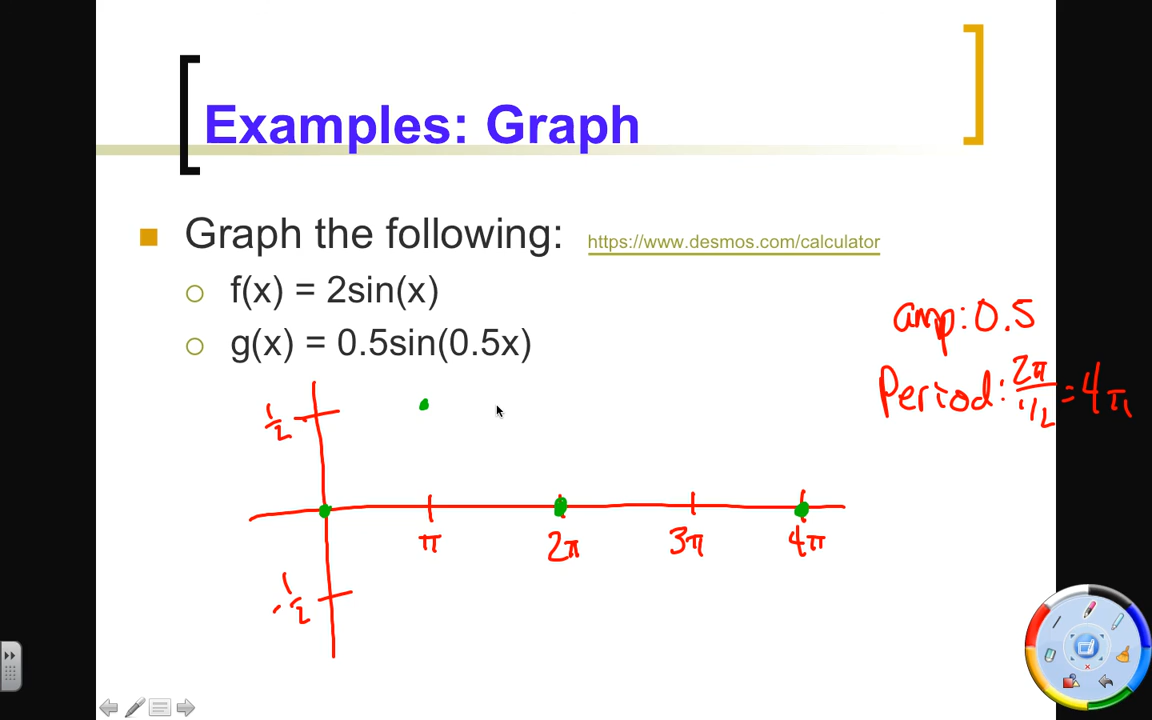 Examples: Graph
Graph the following: https://www.desmos.com/calculator
f(x) = 2sin(x)
g(x) = 0.5sin(0.5x)
amp: 0.5
Period: 2π/1/2 = 4π
1/2
π 2π 3π 4π
-1/2